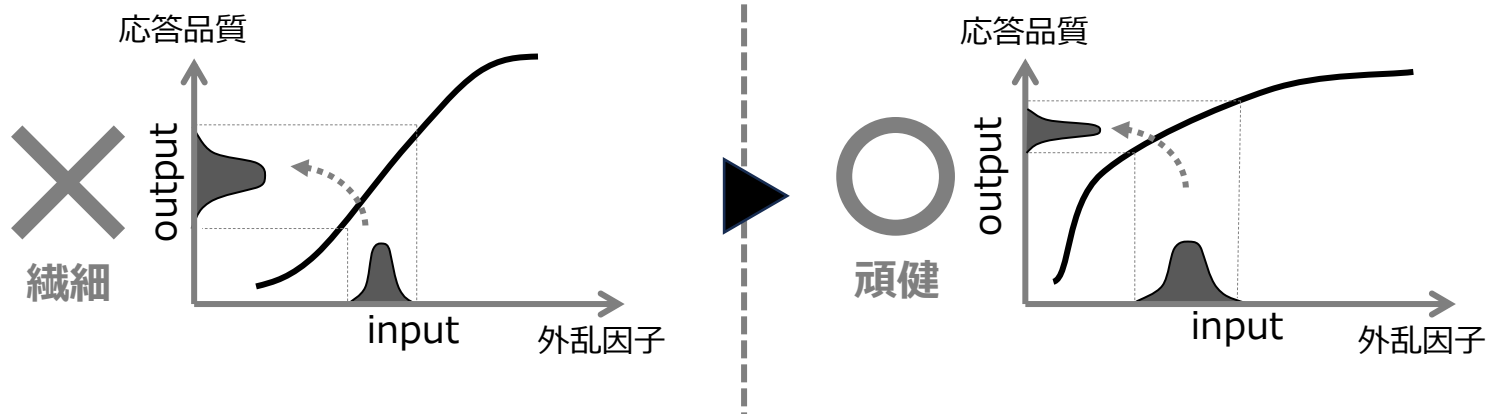 応答品質
output
繊細
input
外乱因子
応答品質
output
頑健
input
外乱因子